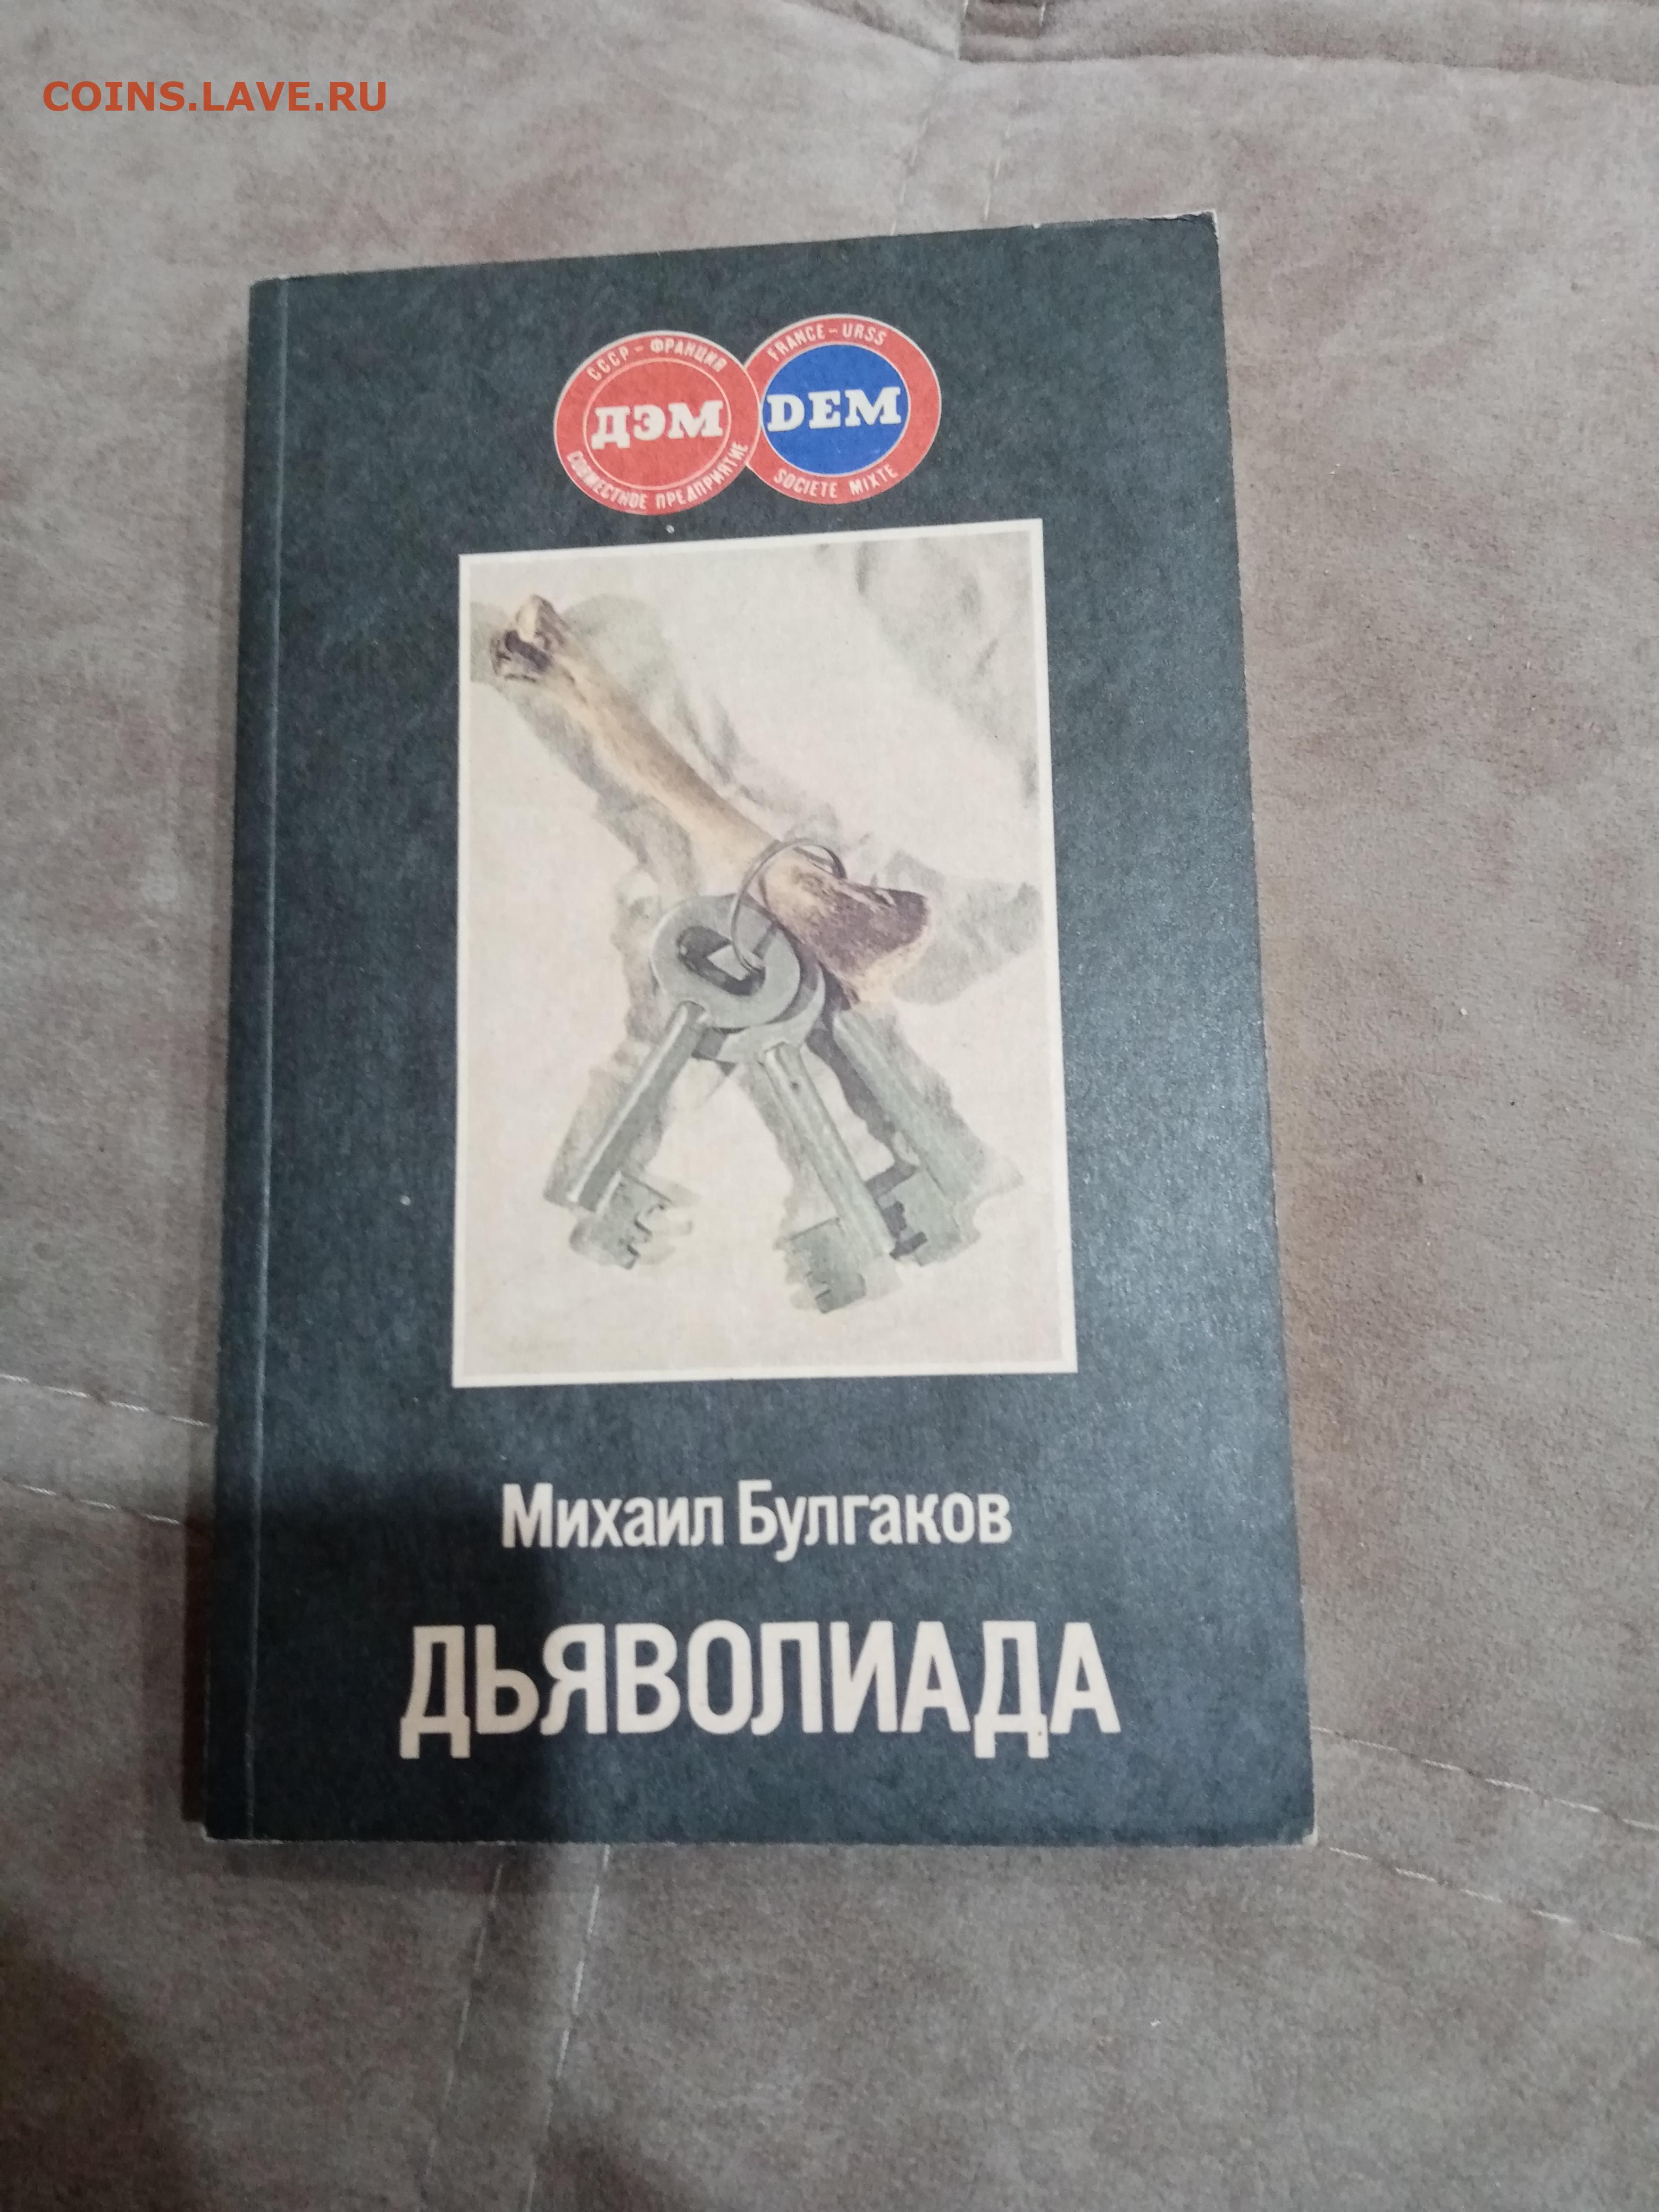 COINS.LAVE.RU
СССР – ФРАНЦИЯ
ДЭМ
СОВМЕСТНОЕ ПРЕДПРИЯТИЕ
FRANCE – URSS
DEM
SOCIETE MIXTE
Михаил Булгаков
ДЬЯВОЛИАДА